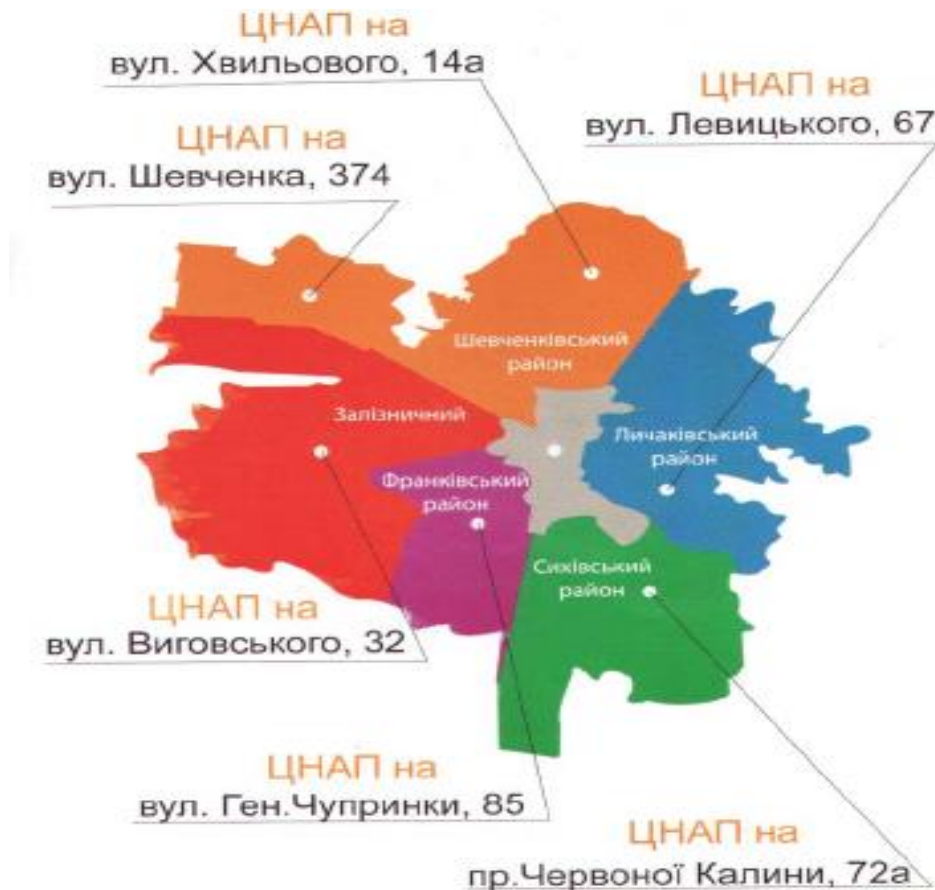 ЦНАП на
вул. Хвильового, 14а
ЦНАП на
вул. Левицького, 67
ЦНАП на
вул. Шевченка, 374
Шевченківський
район
Залізничний
Личаківський
район
Франківський
район
Сихівський
район
ЦНАП на
вул. Виговського, 32
ЦНАП на
вул. Ген.Чупринки, 85
ЦНАП на
пр.Червоної Калини, 72а